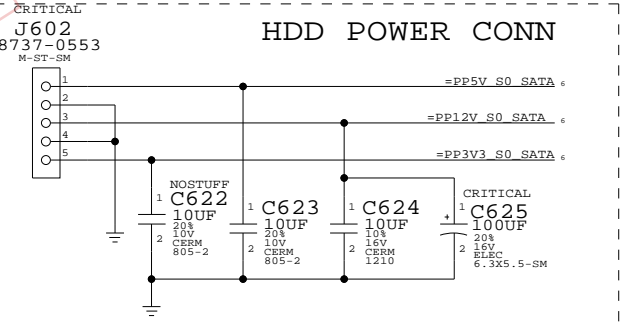 CRITICAL
J602
8737-0553
M-ST-SM
HDD POWER CONN
1
2
3
4
5
=PP5V_S0_SATA 6
=PP12V_S0_SATA 6
=PP3V3_S0_SATA 6
NOSTUFF
1 C622
10UF
20%
10V
2 CERM
805-2
1 C623
10UF
20%
10V
2 CERM
805-2
1 C624
10UF
10%
16V
2 CERM
1210
CRITICAL
+ 1 C625
100UF
20%
2 16V
ELEC
6.3X5.5-SM